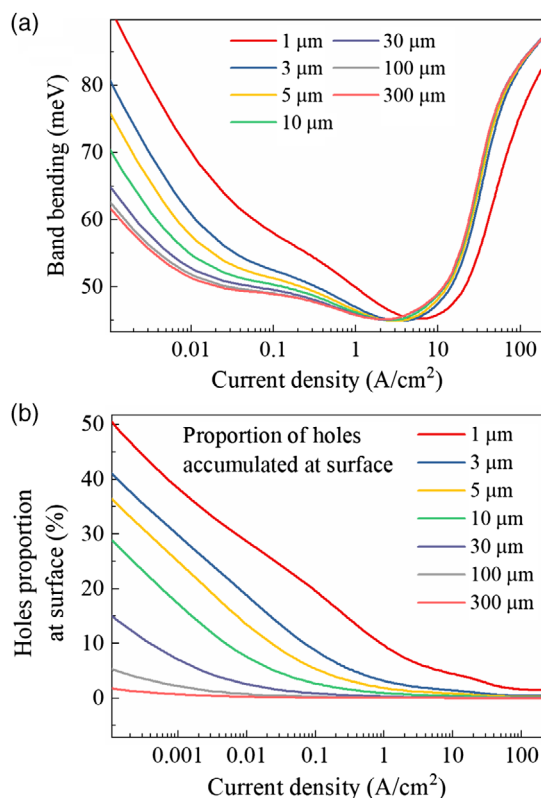 (a)
1 μm
30 μm
3 μm
100 μm
5 μm
300 μm
10 μm
80
70
60
50
Band bending (meV)
0.01
0.1
1
10
100
Current density (A/cm²)
(b)
50
40
30
20
10
0
Holes proportion
at surface (%)
Proportion of holes
accumulated at surface
1 μm
3 μm
5 μm
10 μm
30 μm
100 μm
300 μm
0.001
0.01
0.1
1
10
100
Current density (A/cm²)